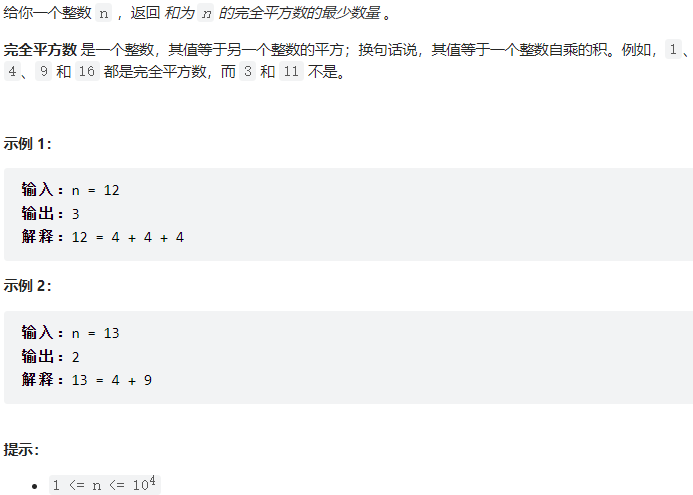 给你一个整数 n ，返回 和为 n 的完全平方数的最少数量 。
完全平方数 是一个整数，其值等于另一个整数的平方；换句话说，其值等于一个整数自乘的积。例如，1、
4、9 和 16 都是完全平方数，而 3 和 11 不是。
示例 1：
输入：n = 12
输出：3
解释：12 = 4 + 4 + 4
示例 2：
输入：n = 13
输出：2
解释：13 = 4 + 9
提示：
• 1 <= n <= 10⁴